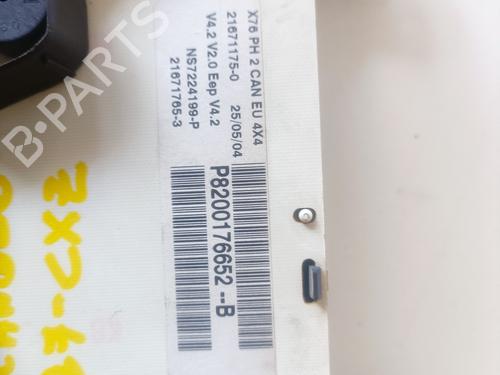 X76 PH 2 CAN EU 4X4
21671175-0 25/05/04
V4.2 V2.0 Eep V4.2
NS7224199-P
21671765-3
P8200176652--B
B-PARTS